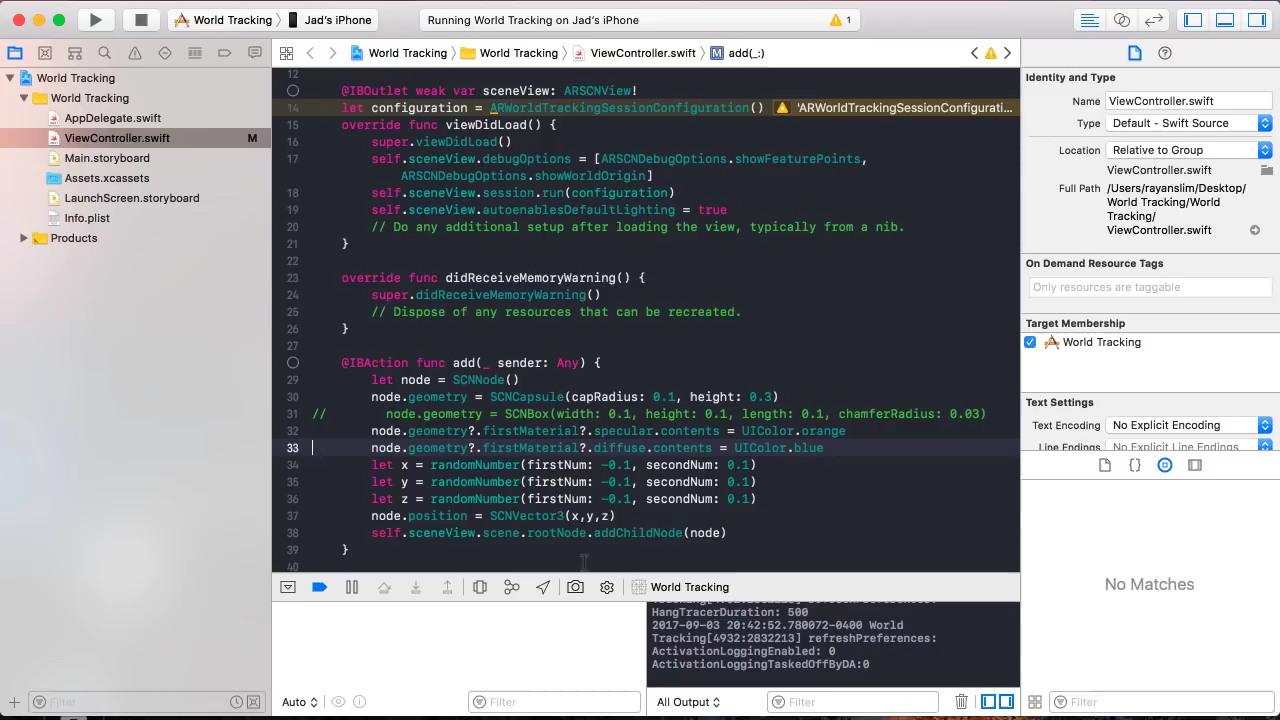 World Tracking
Jad's iPhone
Running World Tracking on Jad's iPhone
1
World Tracking
World Tracking
ViewController.swift
M
add(_:)
World Tracking
World Tracking
AppDelegate.swift
ViewController.swift
M
Main.storyboard
Assets.xcassets
LaunchScreen.storyboard
Info.plist
Products
12
@IBOutlet weak var sceneView: ARSCNView!
14 let configuration = ARWorldTrackingSessionConfiguration() 'ARWorldTrackingSessionConfigurati...
15 override func viewDidLoad() {
16 super.viewDidLoad()
17 self.sceneView.debugOptions = [ARSCNDebugOptions.showFeaturePoints,
ARSCNDebugOptions.showWorldOrigin]
18 self.sceneView.session.run(configuration)
19 self.sceneView.autoenablesDefaultLighting = true
20 // Do any additional setup after loading the view, typically from a nib.
21 }
22
23 override func didReceiveMemoryWarning() {
24 super.didReceiveMemoryWarning()
25 // Dispose of any resources that can be recreated.
26 }
27
@IBAction func add(_ sender: Any) {
29 let node = SCNNode()
30 node.geometry = SCNCapsule(capRadius: 0.1, height: 0.3)
31 // node.geometry = SCNBox(width: 0.1, height: 0.1, length: 0.1, chamferRadius: 0.03)
32 node.geometry?.firstMaterial?.specular.contents = UIColor.orange
33 node.geometry?.firstMaterial?.diffuse.contents = UIColor.blue
34 let x = randomNumber(firstNum: -0.1, secondNum: 0.1)
35 let y = randomNumber(firstNum: -0.1, secondNum: 0.1)
36 let z = randomNumber(firstNum: -0.1, secondNum: 0.1)
37 node.position = SCNVector3(x,y,z)
38 self.sceneView.scene.rootNode.addChildNode(node)
39 }
40
World Tracking
HangTracerDuration: 500
2017-09-03 20:42:52.780072-0400 World
Tracking[4932:2832213] refreshPreferences:
ActivationLoggingEnabled: 0
ActivationLoggingTaskedOffByDA:0
Filter
Auto
Filter
All Output
Filter
Identity and Type
Name ViewController.swift
Type Default - Swift Source
Location Relative to Group
ViewController.swift
Full Path /Users/rayanslim/Desktop/
World Tracking/World
Tracking/
ViewController.swift
On Demand Resource Tags
Only resources are taggable
Target Membership
World Tracking
Text Settings
Text Encoding No Explicit Encoding
Line Endings No Explicit Line Endings
No Matches
Filter